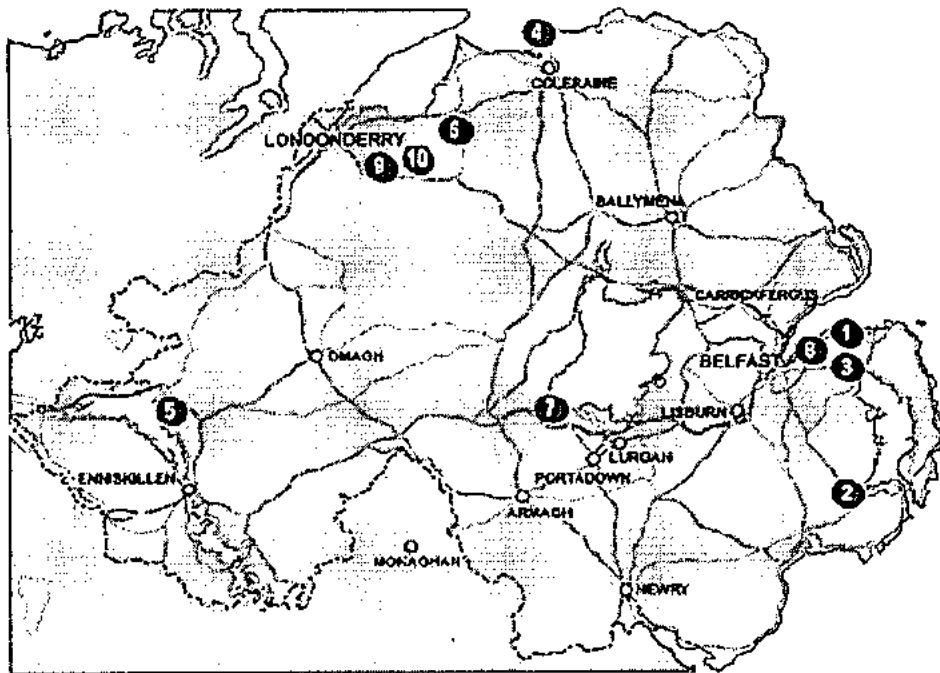 4
COLERAINE
6
LONDONDERRY
9
10
BALLYMENA
CARRICKFERGUS
1
BELFAST
8
3
OMAGH
5
7
LISBURN
LURGAN
PORTADOWN
ENNISKILLEN
2
ARMAGH
MONAGHAN
NEWRY